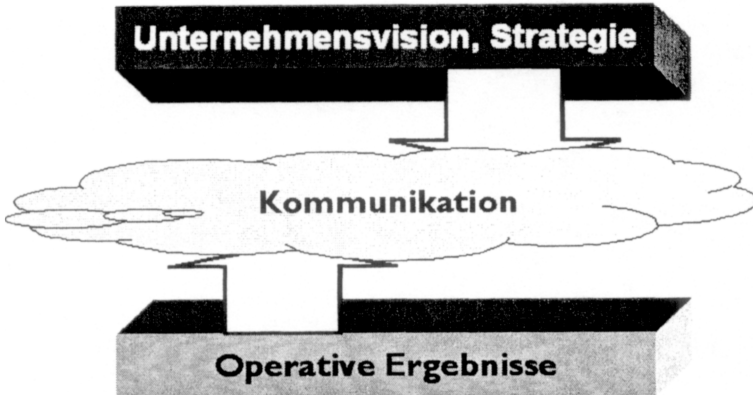 Unternehmensvision, Strategie
Kommunikation
Operative Ergebnisse